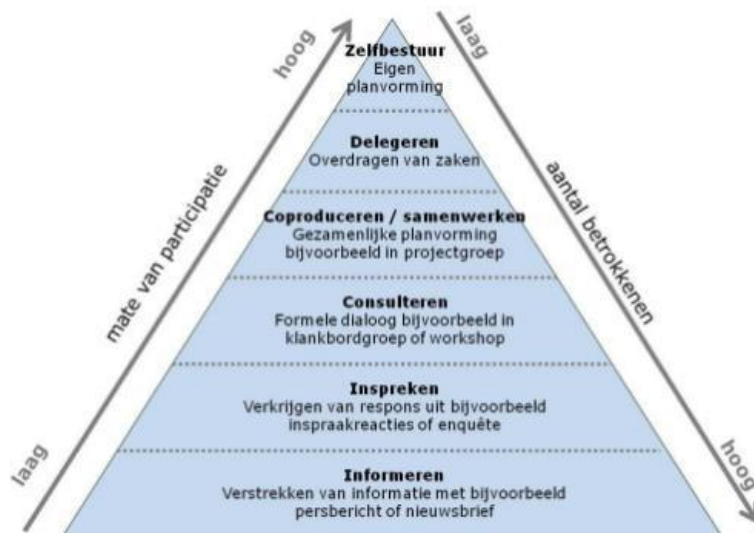 hoog
laag
Zelfbestuur
Eigen
planvorming
Delegeren
Overdragen van zaken
mate van participatie
aantal betrokkenen
Coproduceren / samenwerken
Gezamenlijke planvorming
bijvoorbeeld in projectgroep
Consulteren
Formele dialoog bijvoorbeeld in
klankbordgroep of workshop
Inspreken
Verkrijgen van respons uit bijvoorbeeld
inspraakreacties of enquête
laag
hoog
Informeren
Verstrekken van informatie met bijvoorbeeld
persbericht of nieuwsbrief